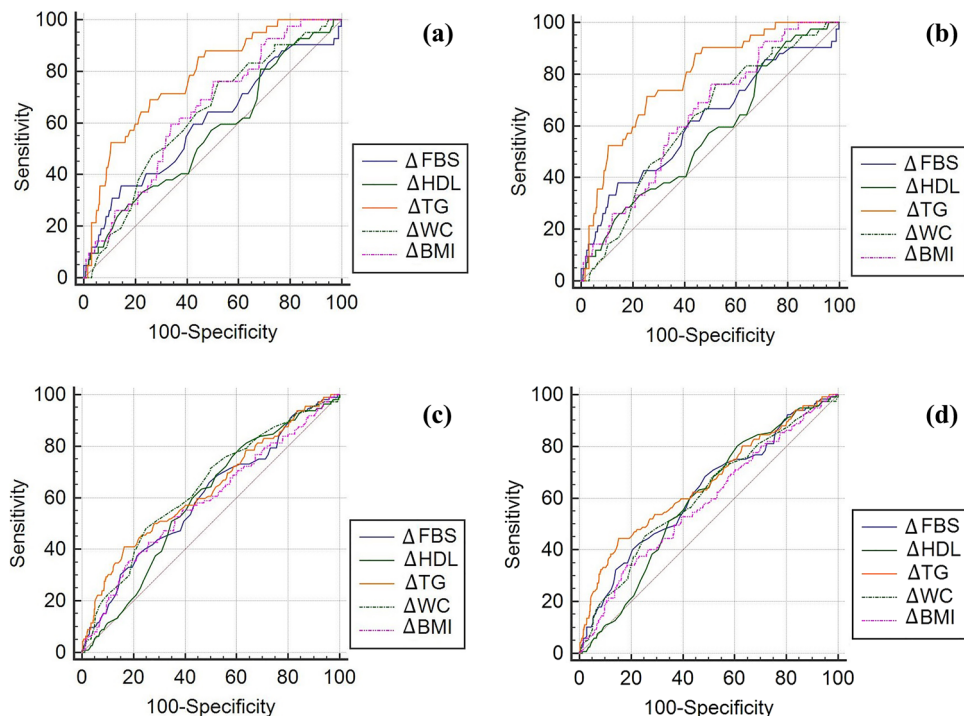 (a)
100
80
60
40
20
0
Sensitivity
0 20 40 60 80 100
100-Specificity
ΔFBS
ΔHDL
ΔTG
ΔWC
ΔBMI
(b)
100
80
60
40
20
0
Sensitivity
0 20 40 60 80 100
100-Specificity
ΔFBS
ΔHDL
ΔTG
ΔWC
ΔBMI
(c)
100
80
60
40
20
0
Sensitivity
0 20 40 60 80 100
100-Specificity
ΔFBS
ΔHDL
ΔTG
ΔWC
ΔBMI
(d)
100
80
60
40
20
0
Sensitivity
0 20 40 60 80 100
100-Specificity
ΔFBS
ΔHDL
ΔTG
ΔWC
ΔBMI